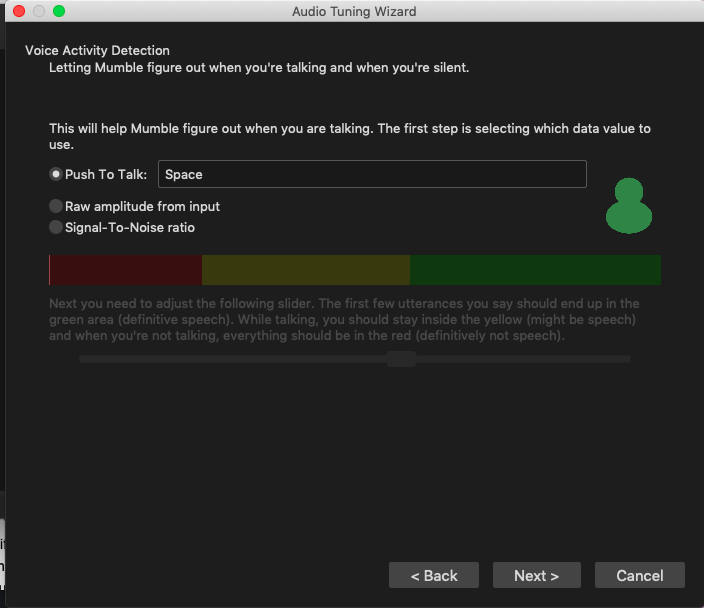 Audio Tuning Wizard
Voice Activity Detection
Letting Mumble figure out when you're talking and when you're silent.
This will help Mumble figure out when you are talking. The first step is selecting which data value to
use.
Push To Talk: Space
Raw amplitude from input
Signal-To-Noise ratio
Next you need to adjust the following slider. The first few utterances you say should end up in the
green area (definitive speech). While talking, you should stay inside the yellow (might be speech)
and when you're not talking, everything should be in the red (definitively not speech).
< Back Next > Cancel